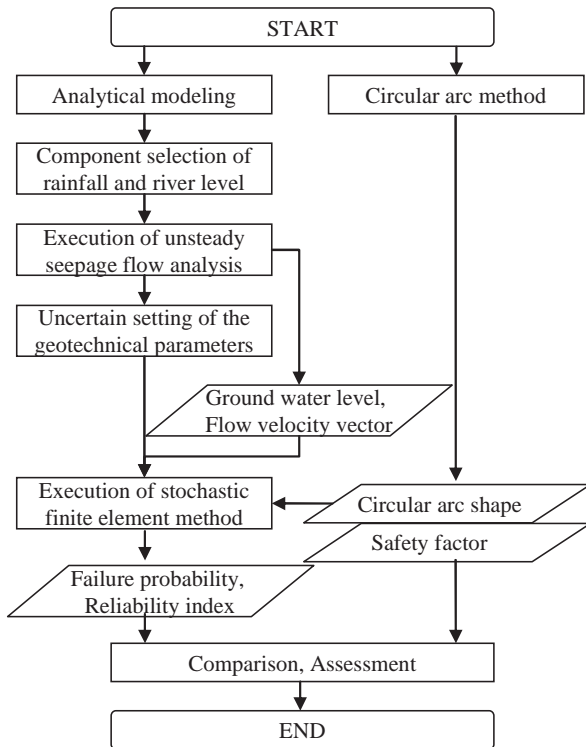 START
Analytical modeling
Circular arc method
Component selection of
rainfall and river level
Execution of unsteady
seepage flow analysis
Uncertain setting of the
geotechnical parameters
Ground water level,
Flow velocity vector
Execution of stochastic
finite element method
Circular arc shape
Safety factor
Failure probability,
Reliability index
Comparison, Assessment
END